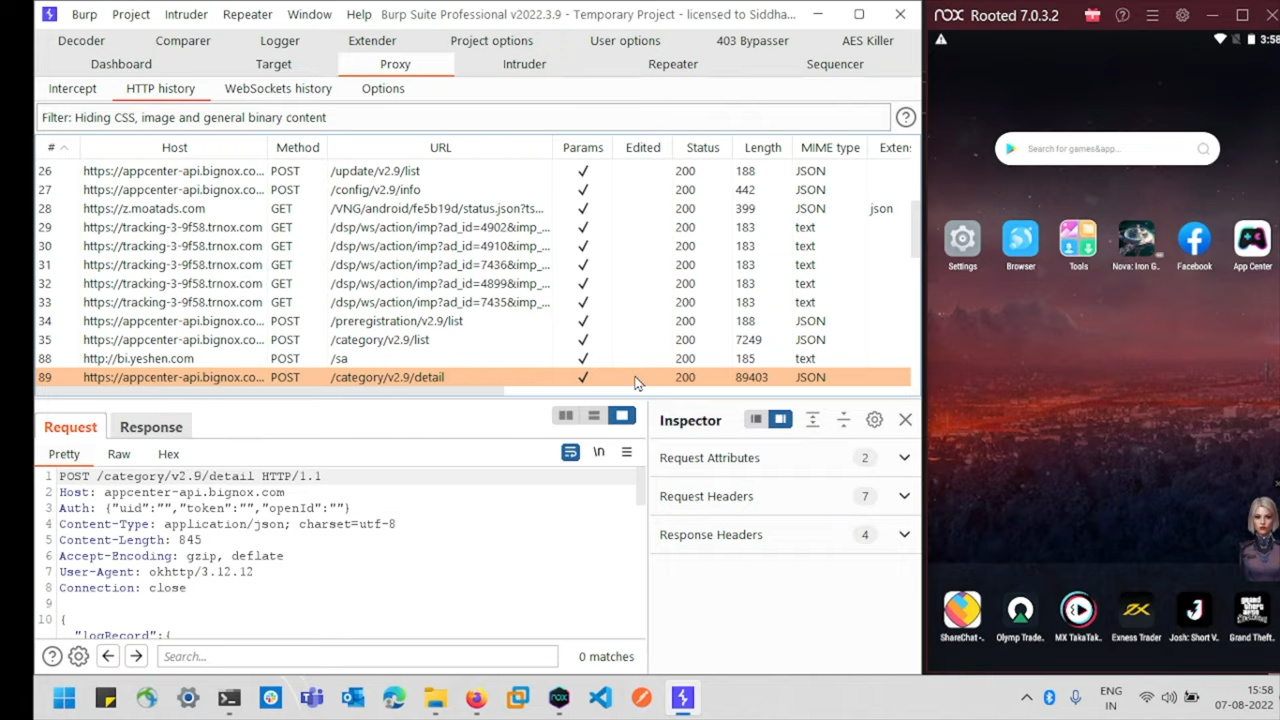 Burp Project Intruder Repeater Window Help Burp Suite Professional v2022.3.9 - Temporary Project - licensed to Siddha...
Decoder Comparer Logger Extender Project options User options 403 Bypasser AES Killer
Dashboard Target Proxy Intruder Repeater Sequencer
Intercept HTTP history WebSockets history Options
Filter: Hiding CSS, image and general binary content
# Host Method URL Params Edited Status Length MIME type Extens
26 https://appcenter-api.bignox.co... POST /update/v2.9/list ✓ 200 188 JSON
27 https://appcenter-api.bignox.co... POST /config/v2.9/info ✓ 200 442 JSON
28 https://z.moatads.com GET /VNG/android/fe5b19d/status.json?ts... ✓ 200 399 JSON json
29 https://tracking-3-9f58.trnox.com GET /dsp/ws/action/imp?ad_id=4902&imp_... ✓ 200 183 text
30 https://tracking-3-9f58.trnox.com GET /dsp/ws/action/imp?ad_id=4910&imp_... ✓ 200 183 text
31 https://tracking-3-9f58.trnox.com GET /dsp/ws/action/imp?ad_id=7436&imp_... ✓ 200 183 text
32 https://tracking-3-9f58.trnox.com GET /dsp/ws/action/imp?ad_id=4899&imp_... ✓ 200 183 text
33 https://tracking-3-9f58.trnox.com GET /dsp/ws/action/imp?ad_id=7435&imp_... ✓ 200 183 text
34 https://appcenter-api.bignox.co... POST /preregistration/v2.9/list ✓ 200 188 JSON
35 https://appcenter-api.bignox.co... POST /category/v2.9/list ✓ 200 7249 JSON
88 http://bi.yeshen.com POST /sa ✓ 200 185 text
89 https://appcenter-api.bignox.co... POST /category/v2.9/detail ✓ 200 89403 JSON
Request Response
Pretty Raw Hex \n
1 POST /category/v2.9/detail HTTP/1.1
2 Host: appcenter-api.bignox.com
3 Auth: {"uid":"","token":"","openId":""}
4 Content-Type: application/json; charset=utf-8
5 Content-Length: 845
6 Accept-Encoding: gzip, deflate
7 User-Agent: okhttp/3.12.12
8 Connection: close
9
10 {
"logRecord":{
Search... 0 matches
Inspector
Request Attributes 2
Request Headers 7
Response Headers 4
nox Rooted 7.0.3.2
3:58
Search for games&app...
Settings Browser Tools Nova: Iron G.. Facebook App Center
ShareChat -.. Olymp Trade.. MX TakaTak.. Exness Trader Josh: Short V.. Grand Theft..
ENG
IN
15:58
07-08-2022